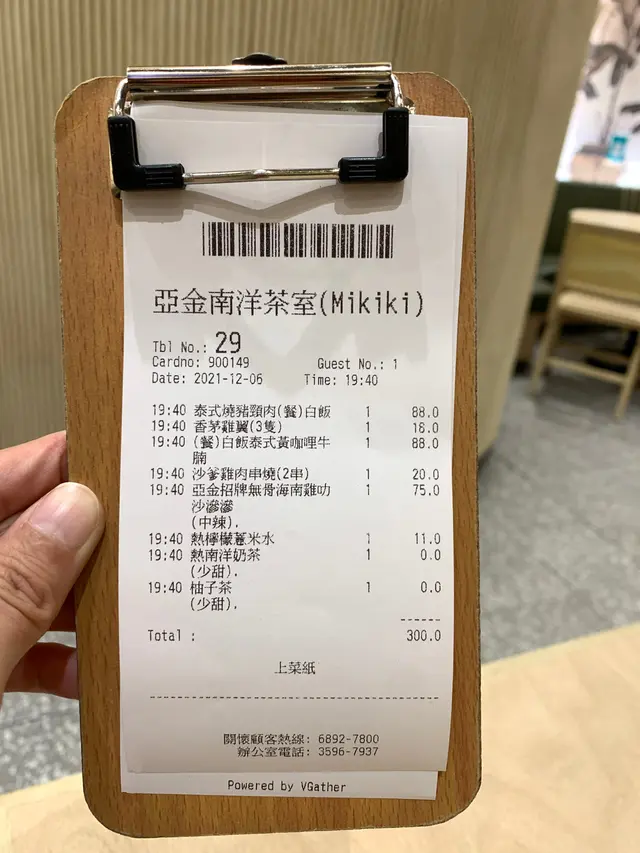 亞金南洋茶室(Mikiki)
Tbl No.: 29
Cardno: 900149 Guest No.: 1
Date: 2021-12-06 Time: 19:40
19:40 泰式燒豬頸肉(餐)白飯 1 88.0
19:40 香茅雞翼(3隻) 1 18.0
19:40 (餐)白飯泰式黃咖哩牛 1 88.0
腩
19:40 沙爹雞肉串燒(2串) 1 20.0
19:40 亞金招牌無骨海南雞叻 1 75.0
沙滲滲
(中辣).
19:40 熱檸檬薏米水 1 11.0
19:40 熱南洋奶茶 1 0.0
(少甜).
19:40 柚子茶 1 0.0
(少甜).
Total : 300.0
上菜紙
關懷顧客熱線: 6892-7800
辦公室電話: 3596-7937
Powered by VGather